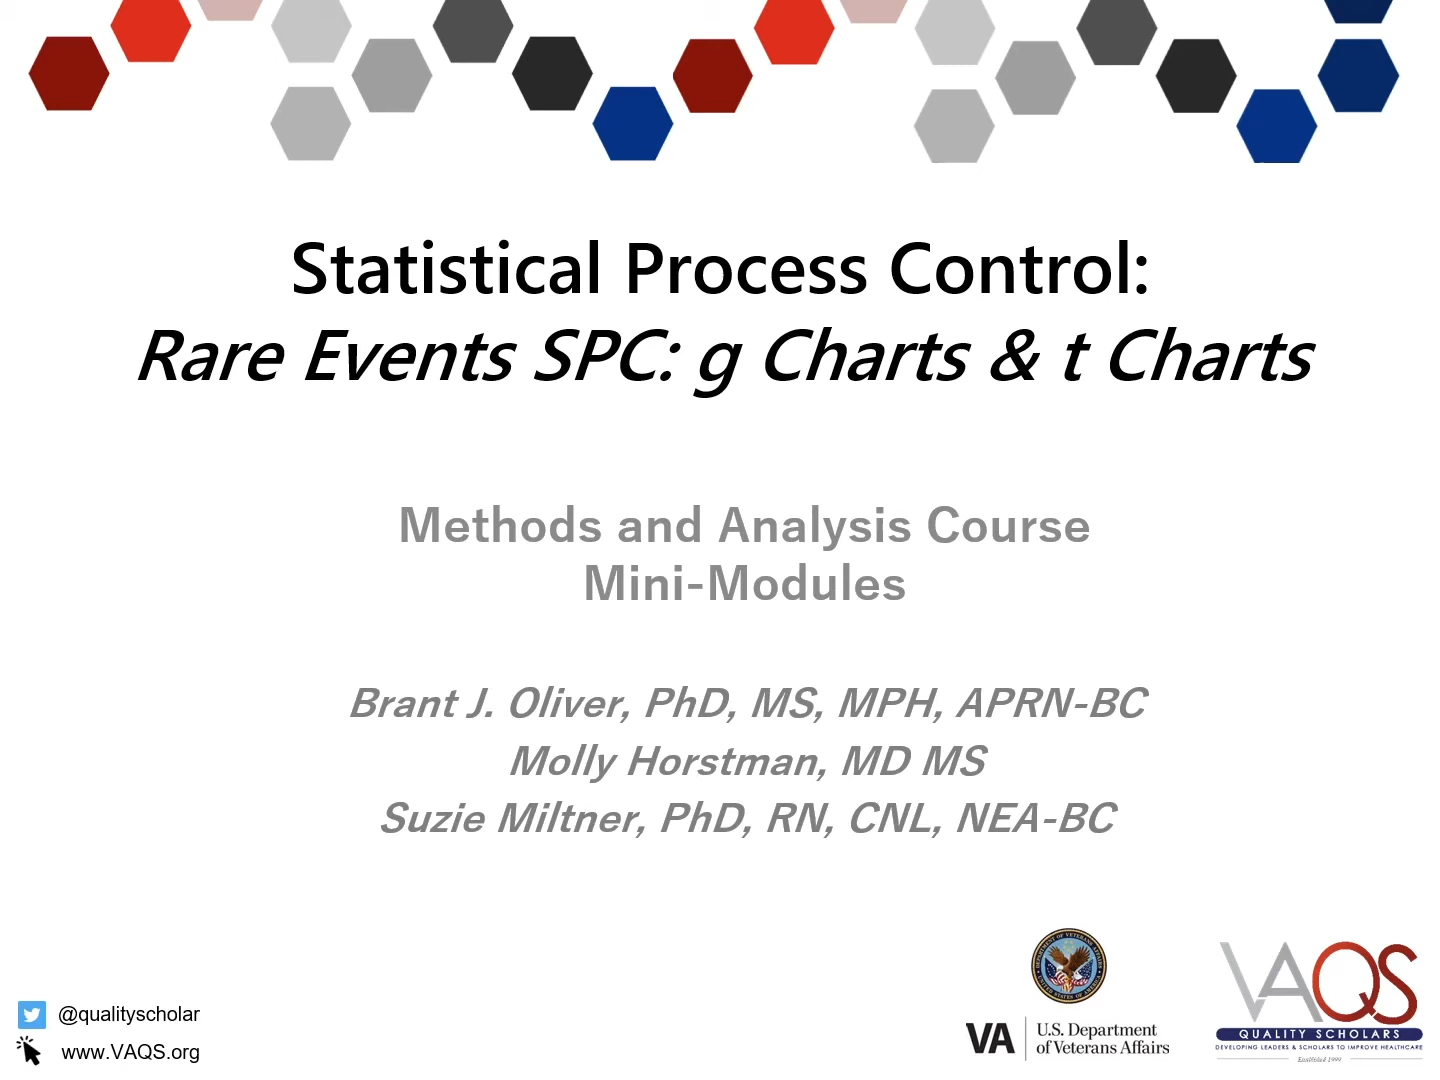 Statistical Process Control:
Rare Events SPC: g Charts & t Charts
Methods and Analysis Course
Mini-Modules
Brant J. Oliver, PhD, MS, MPH, APRN-BC
Molly Horstman, MD MS
Suzie Miltner, PhD, RN, CNL, NEA-BC
@qualityscholar
www.VAQS.org
VA
U.S. Department
of Veterans Affairs
VAQS
QUALITY SCHOLARS
DEVELOPING LEADERS & SCHOLARS TO IMPROVE HEALTHCARE
Established 1999